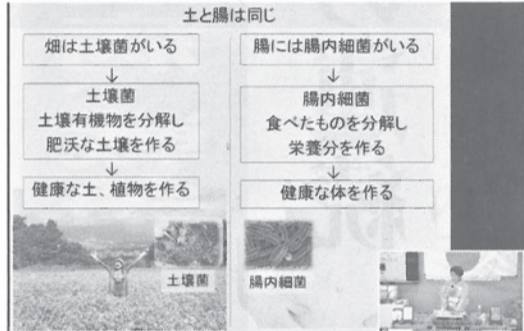 土と腸は同じ
畑は土壌菌がいる
土壌菌
土壌有機物を分解し
肥沃な土壌を作る
健康な土、植物を作る
土壌菌
腸には腸内細菌がいる
腸内細菌
食べたものを分解し
栄養分を作る
健康な体を作る
腸内細菌